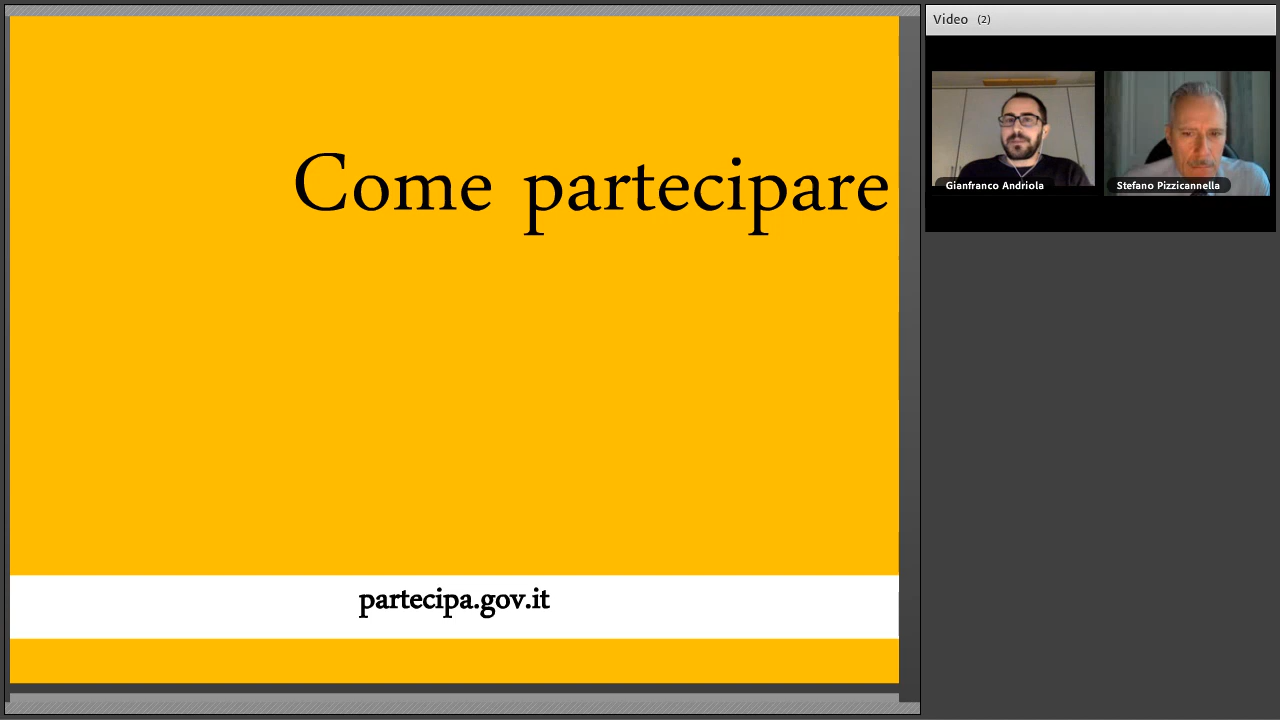 Come partecipare
partecipa.gov.it
Video (2)
Gianfranco Andriola
Stefano Pizzicannella